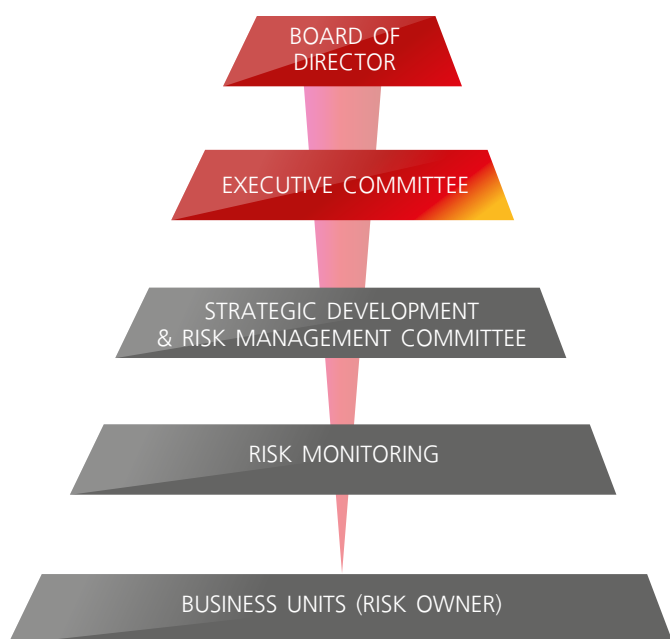 BOARD OF
DIRECTOR
EXECUTIVE COMMITTEE
STRATEGIC DEVELOPMENT
& RISK MANAGEMENT COMMITTEE
RISK MONITORING
BUSINESS UNITS (RISK OWNER)